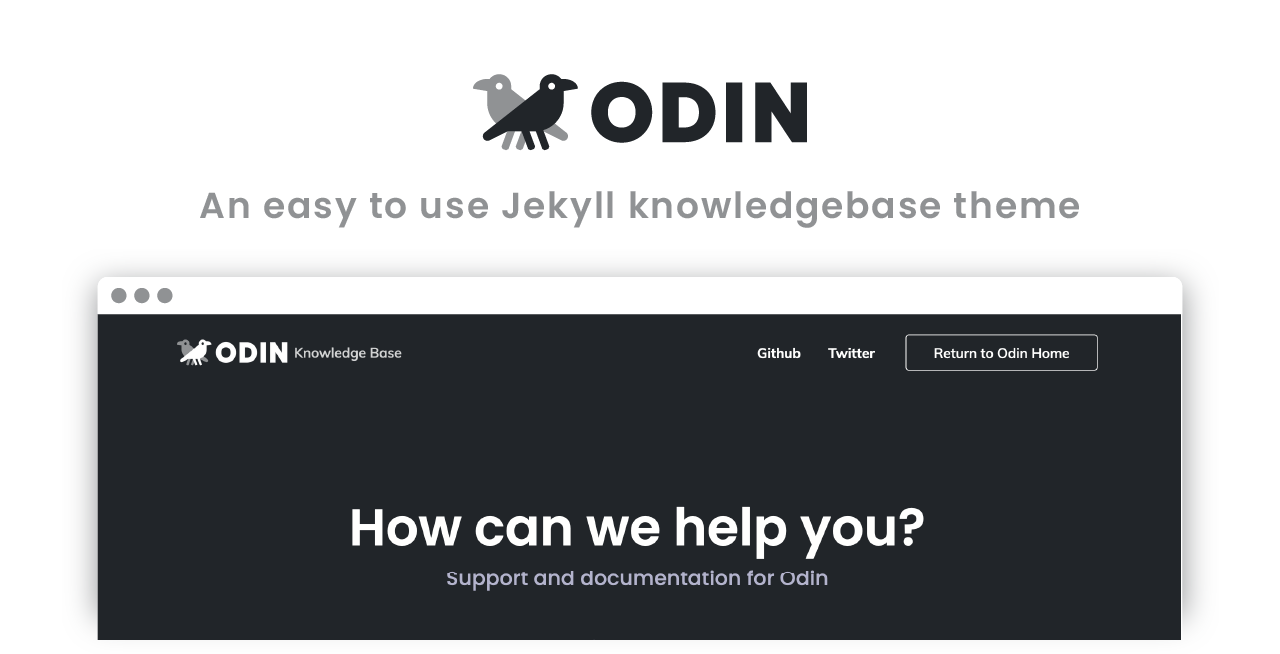 ODIN
An easy to use Jekyll knowledgebase theme
ODIN Knowledge Base Github Twitter Return to Odin Home
How can we help you?
Support and documentation for Odin